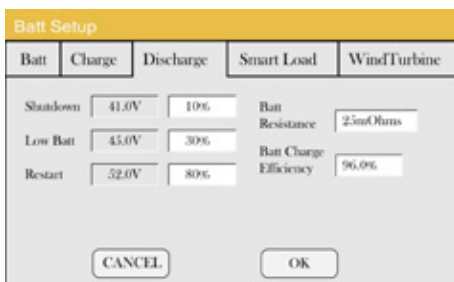 Batt Setup
Batt Charge Discharge Smart Load WindTurbine
Shutdown 41.0V 10%
Low Batt 45.0V 30%
Restart 52.0V 80%
Batt
Resistance 25mOhms
Batt Charge
Efficiency 96.0%
CANCEL OK